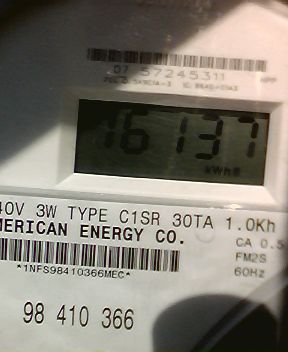 07 57245311
16137
kWh
40V 3W TYPE C1SR 30TA 1.0Kh
MERICAN ENERGY CO.
CA 0.5
*1NFS98410366MEC*
FM2S
60Hz
98 410 366